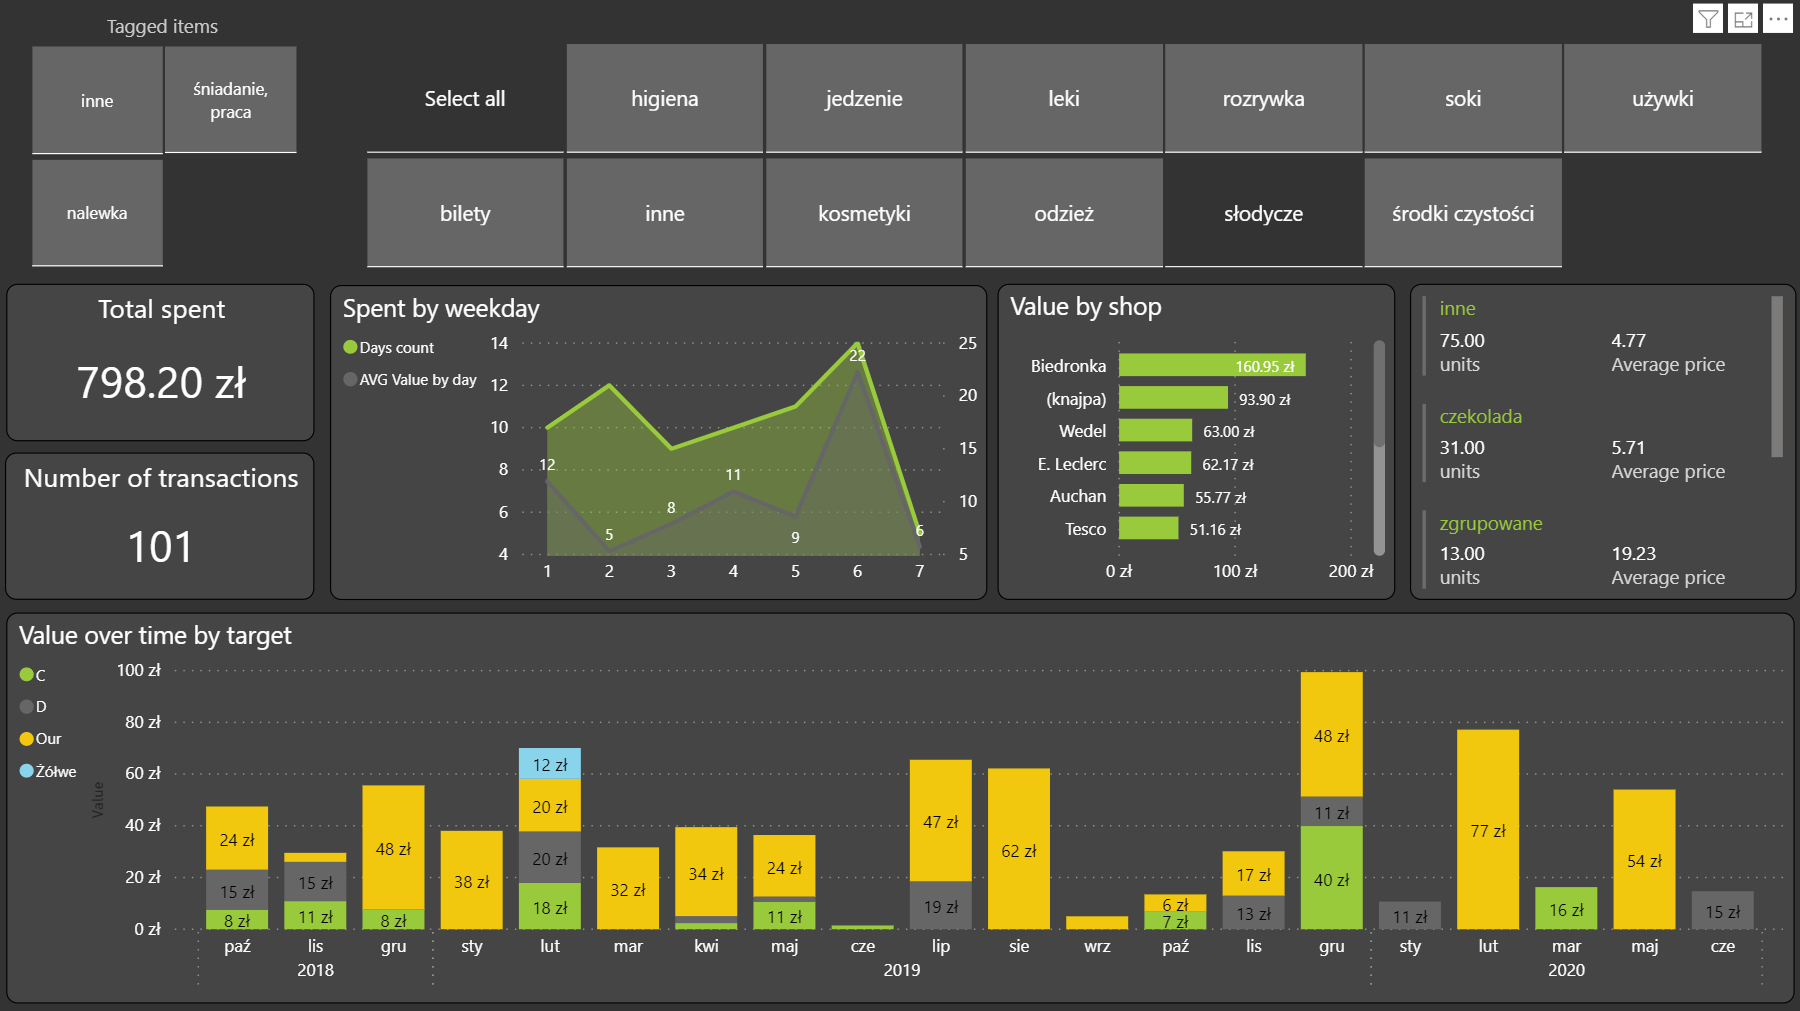 Tagged items
inne
śniadanie,
praca
nalewka
Select all
higiena
jedzenie
leki
rozrywka
soki
używki
bilety
inne
kosmetyki
odzież
słodycze
środki czystości
Total spent
798.20 zł
Number of transactions
101
Spent by weekday
Days count
AVG Value by day
14
12
10
8
6
4
25
20
15
10
5
12
5
8
11
9
22
6
1 2 3 4 5 6 7
Value by shop
Biedronka 160.95 zł
(knajpa) 93.90 zł
Wedel 63.00 zł
E. Leclerc 62.17 zł
Auchan 55.77 zł
Tesco 51.16 zł
0 zł 100 zł 200 zł
inne
75.00 4.77
units Average price
czekolada
31.00 5.71
units Average price
zgrupowane
13.00 19.23
units Average price
Value over time by target
C
D
Our
Żółwe
Value
100 zł
80 zł
60 zł
40 zł
20 zł
0 zł
24 zł
15 zł
8 zł
15 zł
11 zł
48 zł
8 zł
38 zł
12 zł
20 zł
20 zł
18 zł
32 zł
34 zł
24 zł
11 zł
47 zł
19 zł
62 zł
6 zł
7 zł
17 zł
13 zł
48 zł
11 zł
40 zł
11 zł
77 zł
16 zł
54 zł
15 zł
paź lis gru sty lut mar kwi maj cze lip sie wrz paź lis gru sty lut mar maj cze
2018 2019 2020